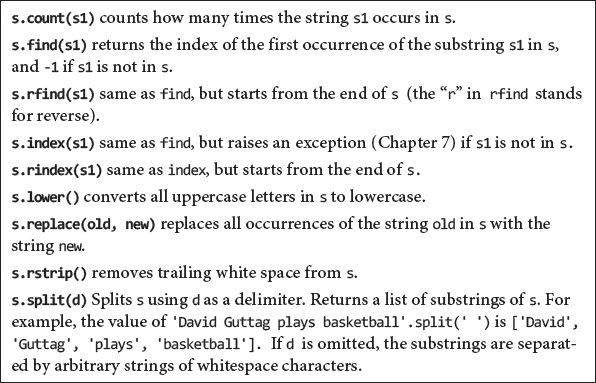 s.count(s1) counts how many times the string s1 occurs in s.
s.find(s1) returns the index of the first occurrence of the substring s1 in s,
and -1 if s1 is not in s.
s.rfind(s1) same as find, but starts from the end of s (the “r” in rfind stands
for reverse).
s.index(s1) same as find, but raises an exception (Chapter 7) if s1 is not in s.
s.rindex(s1) same as index, but starts from the end of s.
s.lower() converts all uppercase letters in s to lowercase.
s.replace(old, new) replaces all occurrences of the string old in s with the
string new.
s.rstrip() removes trailing white space from s.
s.split(d) Splits s using d as a delimiter. Returns a list of substrings of s. For
example, the value of 'David Guttag plays basketball'.split(' ') is ['David',
'Guttag', 'plays', 'basketball']. If d is omitted, the substrings are separat-
ed by arbitrary strings of whitespace characters.